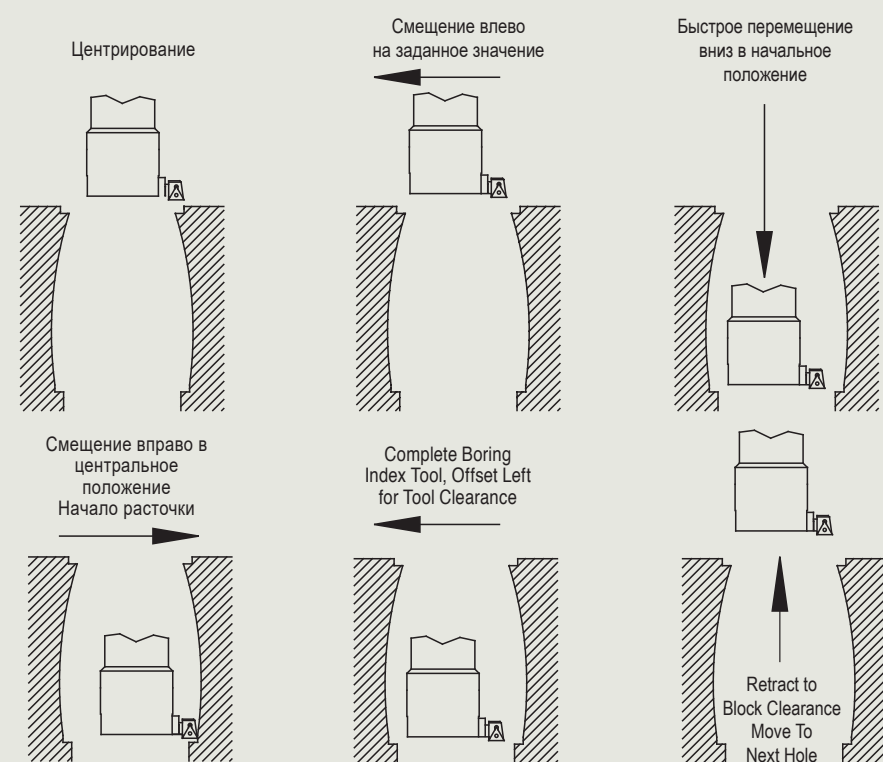 Центрирование
Смещение влево
на заданное значение
Быстрое перемещение
вниз в начальное
положение
Смещение вправо в
центральное
положение
Начало расточки
Complete Boring
Index Tool, Offset Left
for Tool Clearance
Retract to
Block Clearance
Move To
Next Hole